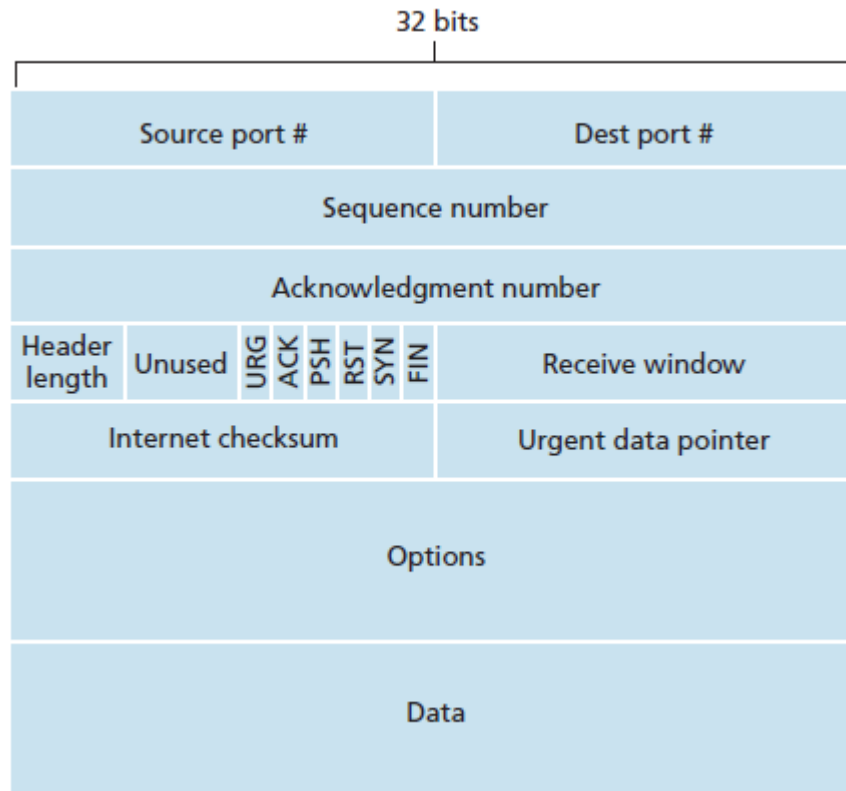 32 bits
Source port #
Dest port #
Sequence number
Acknowledgment number
Header
length
Unused
URG
ACK
PSH
RST
SYN
FIN
Receive window
Internet checksum
Urgent data pointer
Options
Data